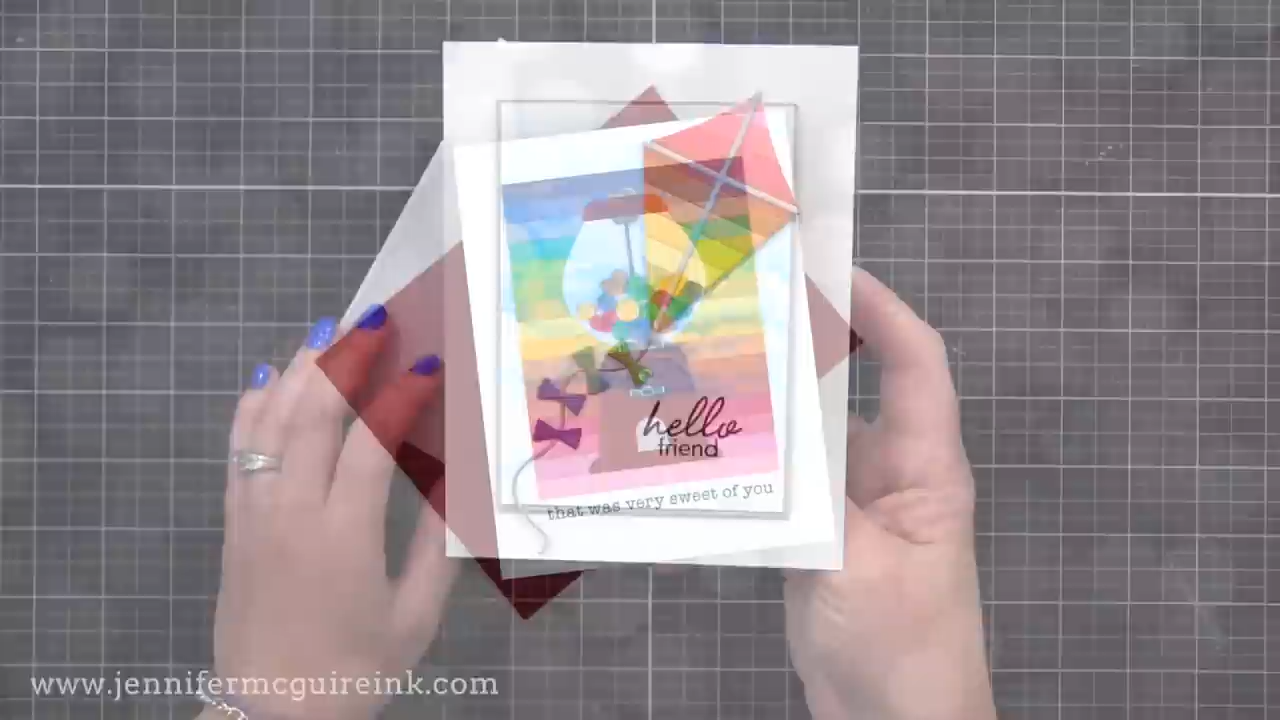 hello
friend
that was very sweet of you
www.jennifermcguireink.com